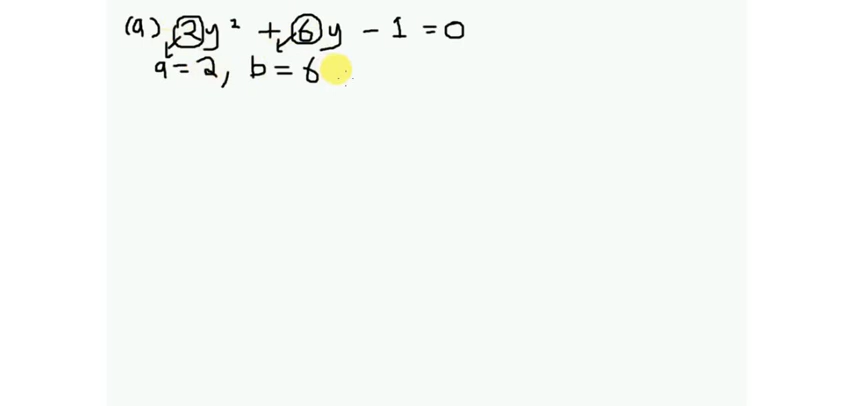 (a) 2y² + 6y - 1 = 0
a = 2, b = 6